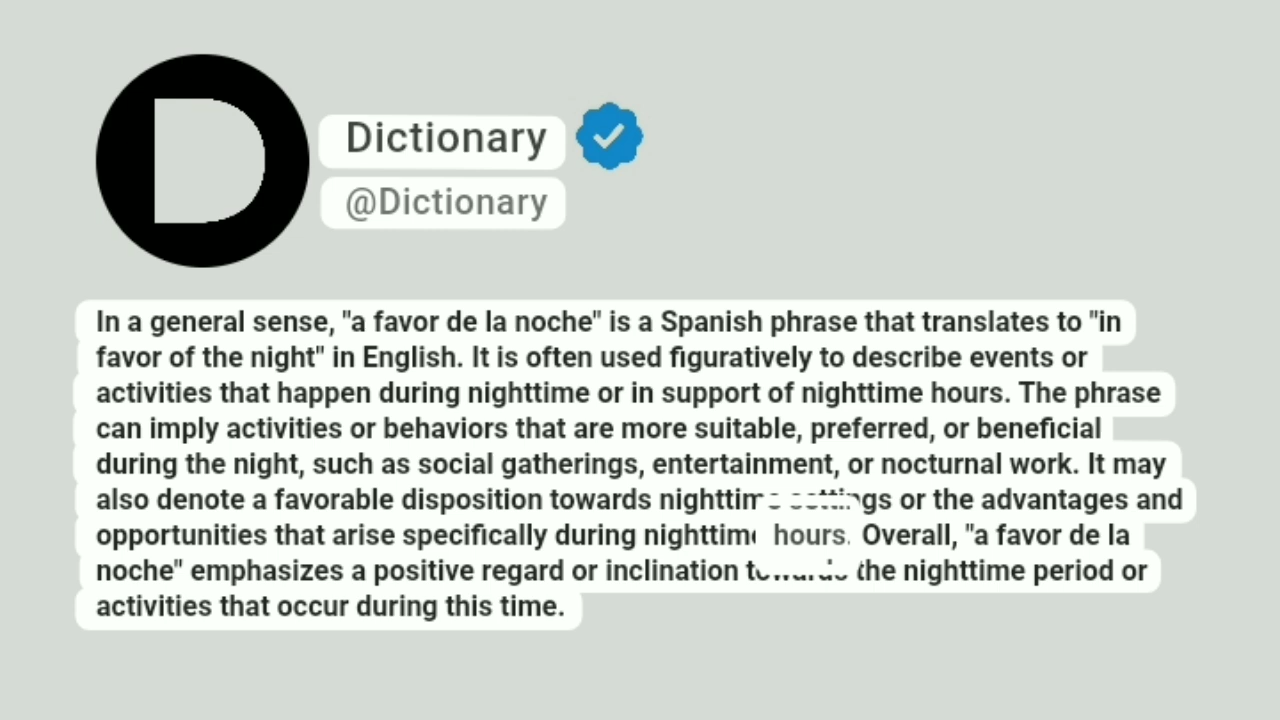 D
Dictionary
@Dictionary
In a general sense, "a favor de la noche" is a Spanish phrase that translates to "in
favor of the night" in English. It is often used figuratively to describe events or
activities that happen during nighttime or in support of nighttime hours. The phrase
can imply activities or behaviors that are more suitable, preferred, or beneficial
during the night, such as social gatherings, entertainment, or nocturnal work. It may
also denote a favorable disposition towards nighttime settings or the advantages and
opportunities that arise specifically during nighttime hours. Overall, "a favor de la
noche" emphasizes a positive regard or inclination towards the nighttime period or
activities that occur during this time.